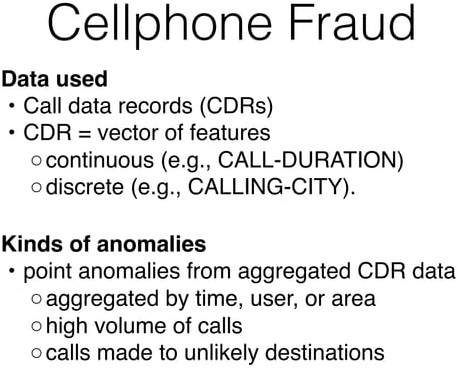 Cellphone Fraud
Data used
• Call data records (CDRs)
• CDR = vector of features
○ continuous (e.g., CALL-DURATION)
○ discrete (e.g., CALLING-CITY).
Kinds of anomalies
• point anomalies from aggregated CDR data
○ aggregated by time, user, or area
○ high volume of calls
○ calls made to unlikely destinations